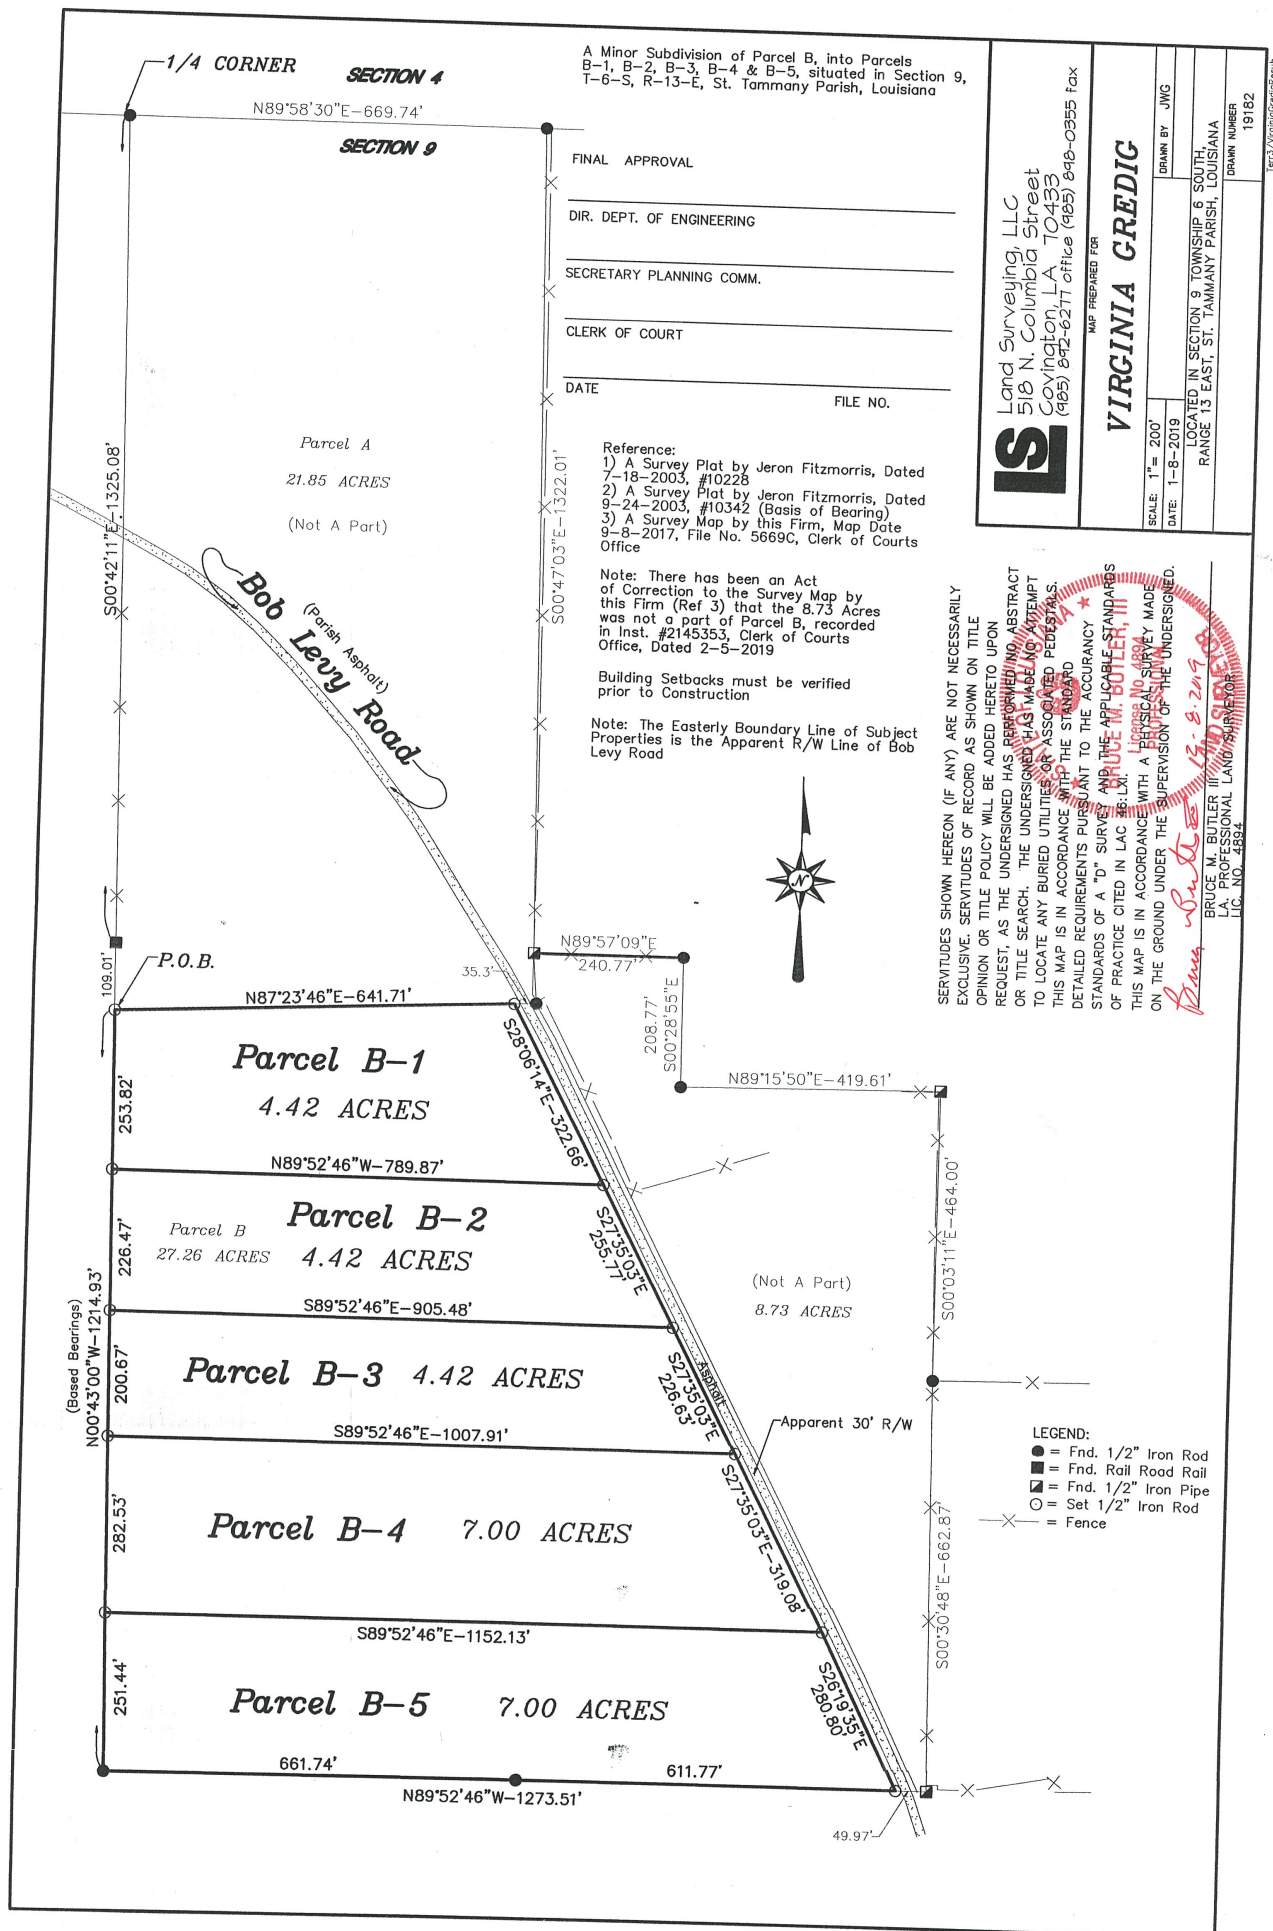 1/4 CORNER
SECTION 4
N89°58'30"E-669.74'
SECTION 9
A Minor Subdivision of Parcel B, into Parcels
B-1, B-2, B-3, B-4 & B-5, situated in Section 9,
T-6-S, R-13-E, St. Tammany Parish, Louisiana
FINAL APPROVAL
DIR. DEPT. OF ENGINEERING
SECRETARY PLANNING COMM.
CLERK OF COURT
DATE
FILE NO.
LS
Land Surveying, LLC
518 N. Columbia Street
Covington, LA 70433
(985) 892-6277 office (985) 898-0355 fax
MAP PREPARED FOR
VIRGINIA GREDIG
SCALE: 1"= 200'
DRAWN BY JWG
DATE: 1-8-2019
LOCATED IN SECTION 9 TOWNSHIP 6 SOUTH,
RANGE 13 EAST, ST. TAMMANY PARISH, LOUISIANA
DRAWN NUMBER
19182
Parcel A
21.85 ACRES
(Not A Part)
S00°42'11"E-1325.08'
S00°47'03"E-1322.01'
Bob Levy Road
(Parish Asphalt)
Reference:
1) A Survey Plat by Jeron Fitzmorris, Dated
7-18-2003, #10228
2) A Survey Plat by Jeron Fitzmorris, Dated
9-24-2003, #10342 (Basis of Bearing)
3) A Survey Map by this Firm, Map Date
9-8-2017, File No. 5669C, Clerk of Courts
Office
Note: There has been an Act
of Correction to the Survey Map by
this Firm (Ref 3) that the 8.73 Acres
was not a part of Parcel B, recorded
in Inst. #2145353, Clerk of Courts
Office, Dated 2-5-2019
Building Setbacks must be verified
prior to Construction
Note: The Easterly Boundary Line of Subject
Properties is the Apparent R/W Line of Bob
Levy Road
N
SERVITUDES SHOWN HEREON (IF ANY) ARE NOT NECESSARILY
EXCLUSIVE. SERVITUDES OF RECORD AS SHOWN ON TITLE
OPINION OR TITLE POLICY WILL BE ADDED HERETO UPON
REQUEST, AS THE UNDERSIGNED HAS PERFORMED NO ABSTRACT
OR TITLE SEARCH. THE UNDERSIGNED HAS MADE NO ATTEMPT
TO LOCATE ANY BURIED UTILITIES OR ASSOCIATED PEDESTALS.
THIS MAP IS IN ACCORDANCE WITH THE STANDARD
DETAILED REQUIREMENTS PURSUANT TO THE ACCURANCY
STANDARDS OF A "D" SURVEY AND THE APPLICABLE STANDARDS
OF PRACTICE CITED IN LAC 46:LXI.
THIS MAP IS IN ACCORDANCE WITH A PHYSICAL SURVEY MADE
ON THE GROUND UNDER THE SUPERVISION OF THE UNDERSIGNED.
STATE OF LOUISIANA
BRUCE M. BUTLER, III
License No. 4894
PROFESSIONAL
LAND SURVEYOR
BRUCE M. BUTLER III
LA. PROFESSIONAL LAND SURVEYOR
LIC. NO. 4894
109.01'
P.O.B.
35.3'
N89°57'09"E
240.77'
N87°23'46"E-641.71'
208.77'
S00°28'55"E
N89°15'50"E-419.61'
Parcel B-1
4.42 ACRES
253.82'
S28°06'14"E-322.66'
N89°52'46"W-789.87'
Parcel B
27.26 ACRES
Parcel B-2
4.42 ACRES
226.47'
S27°35'03"E
255.77'
S00°03'11"E-464.00'
(Not A Part)
8.73 ACRES
S89°52'46"E-905.48'
(Based Bearings)
N00°43'00"W-1214.93'
200.67'
Parcel B-3 4.42 ACRES
S27°35'03"E
226.63'
Asphalt
S89°52'46"E-1007.91'
Apparent 30' R/W
LEGEND:
= Fnd. 1/2" Iron Rod
= Fnd. Rail Road Rail
= Fnd. 1/2" Iron Pipe
= Set 1/2" Iron Rod
= Fence
282.53'
Parcel B-4 7.00 ACRES
S27°35'03"E-319.08'
S00°30'48"E-662.87'
S89°52'46"E-1152.13'
251.44'
Parcel B-5 7.00 ACRES
S26°19'35"E
280.80'
661.74'
611.77'
N89°52'46"W-1273.51'
49.97'